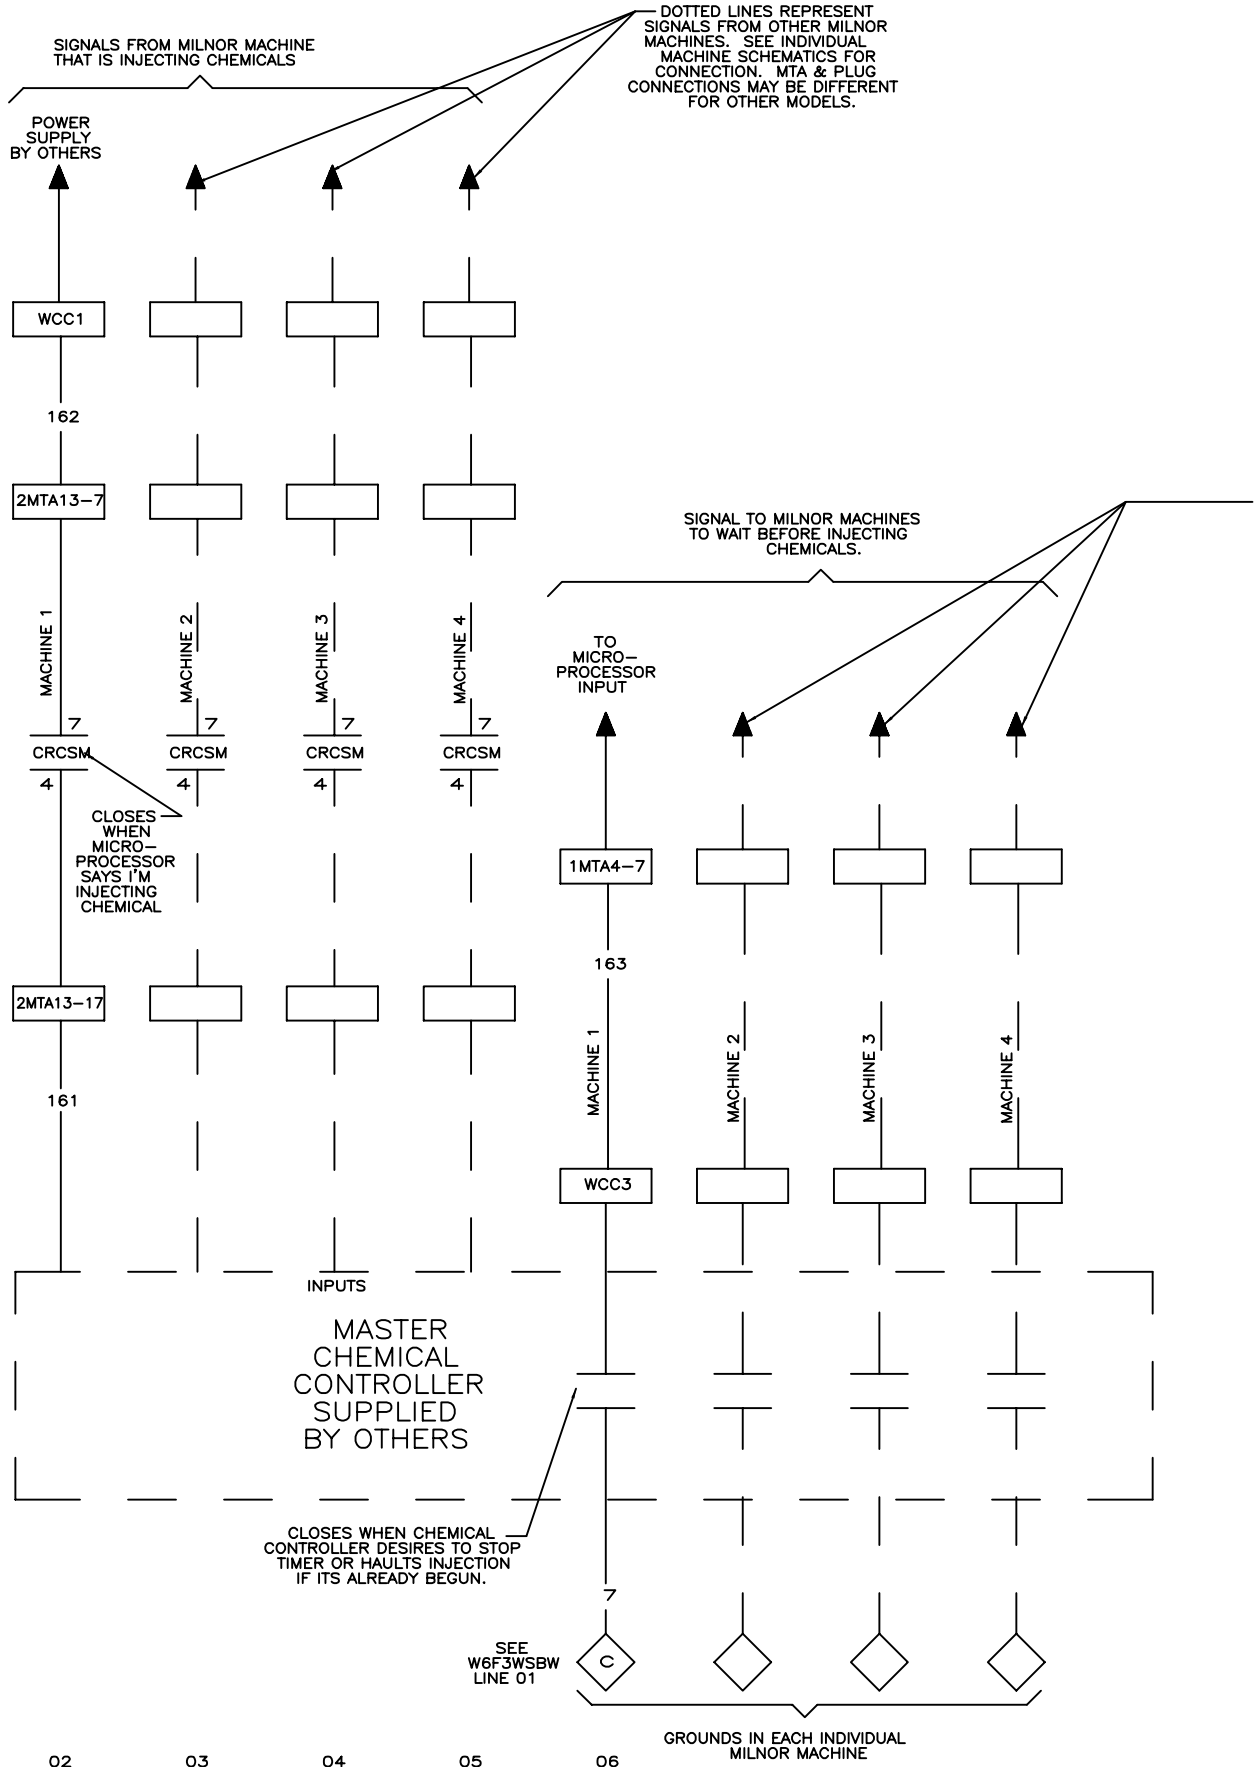 DOTTED LINES REPRESENT
SIGNALS FROM OTHER MILNOR
MACHINES. SEE INDIVIDUAL
MACHINE SCHEMATICS FOR
CONNECTION. MTA & PLUG
CONNECTIONS MAY BE DIFFERENT
FOR OTHER MODELS.
SIGNALS FROM MILNOR MACHINE
THAT IS INJECTING CHEMICALS
POWER
SUPPLY
BY OTHERS
WCC1
162
2MTA13-7
SIGNAL TO MILNOR MACHINES
TO WAIT BEFORE INJECTING
CHEMICALS.
MACHINE 1
MACHINE 2
MACHINE 3
MACHINE 4
TO
MICRO-
PROCESSOR
INPUT
7
7
7
7
CRCSM
CRCSM
CRCSM
CRCSM
4
4
4
4
CLOSES
WHEN
MICRO-
PROCESSOR
SAYS I'M
INJECTING
CHEMICAL
1MTA4-7
163
2MTA13-17
161
MACHINE 1
MACHINE 2
MACHINE 3
MACHINE 4
WCC3
INPUTS
MASTER
CHEMICAL
CONTROLLER
SUPPLIED
BY OTHERS
CLOSES WHEN CHEMICAL
CONTROLLER DESIRES TO STOP
TIMER OR HAULTS INJECTION
IF ITS ALREADY BEGUN.
7
SEE
W6F3WSBW
LINE 01
C
GROUNDS IN EACH INDIVIDUAL
MILNOR MACHINE
02
03
04
05
06